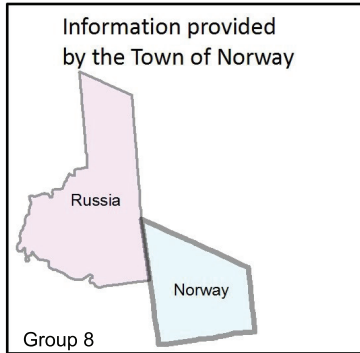 Information provided
by the Town of Norway
Russia
Norway
Group 8